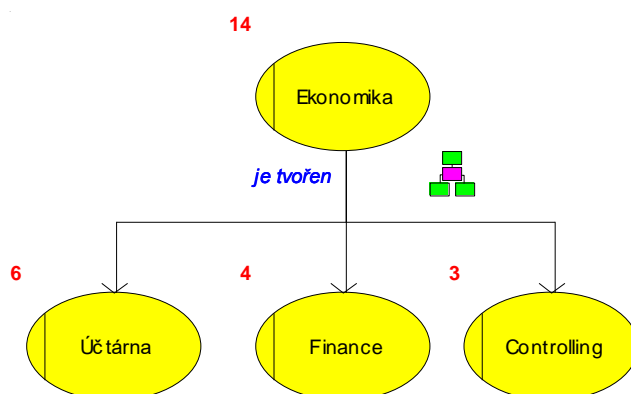 14
Ekonomika
je tvořen
6
4
3
Účtárna
Finance
Controlling